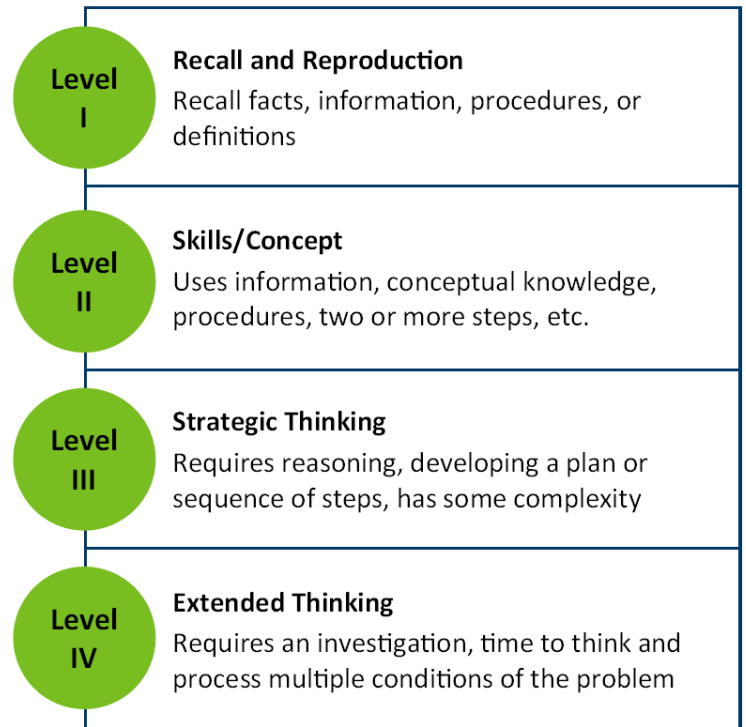 Level
I
Recall and Reproduction
Recall facts, information, procedures, or
definitions
Level
II
Skills/Concept
Uses information, conceptual knowledge,
procedures, two or more steps, etc.
Level
III
Strategic Thinking
Requires reasoning, developing a plan or
sequence of steps, has some complexity
Level
IV
Extended Thinking
Requires an investigation, time to think and
process multiple conditions of the problem